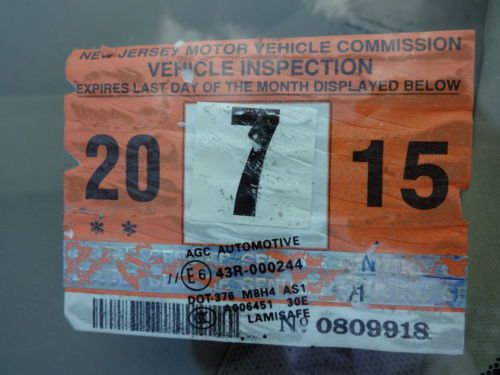 NEW JERSEY MOTOR VEHICLE COMMISSION
VEHICLE INSPECTION
EXPIRES LAST DAY OF THE MONTH DISPLAYED BELOW
20 7 15
**
AGC AUTOMOTIVE
// E6 43R-000244
DOT-376 M8H4 AS1
A006451 30E
LAMISAFE
Nº 0809918